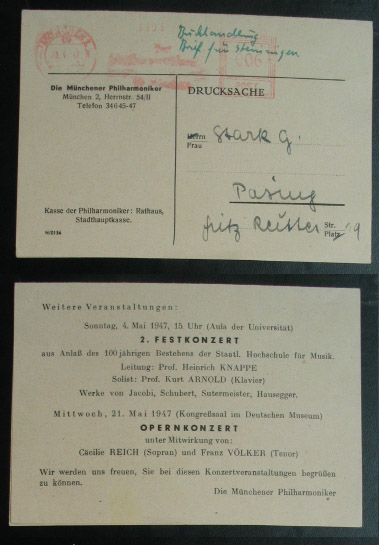 Buchhandlung
Brief für
006
Die Münchener Philharmoniker
München 2, Herrnstr. 54/II
Telefon 34645-47
DRUCKSACHE
Herrn
Frau
Stark G.
Pasing
Fritz Reuter Str. 19
Platz
Kasse der Philharmoniker: Rathaus,
Stadthauptkasse.
Weitere Veranstaltungen:
Sonntag, 4. Mai 1947, 15. Uhr (Aula der Universität)
2. FESTKONZERT
aus Anlaß des 100jährigen Bestehens der Staatl. Hochschule für Musik.
Leitung: Prof. Heinrich KNAPPE
Solist: Prof. Kurt ARNOLD (Klavier)
Werke von Jacobi, Schubert, Sutermeister, Hausegger.
Mittwoch, 21. Mai 1947 (Kongreßsaal im Deutschen Museum)
OPERNKONZERT
unter Mitwirkung von:
Cäcilie REICH (Sopran) und Franz VÖLKER (Tenor)
Wir werden uns freuen, Sie bei diesen Konzertveranstaltungen begrüßen
zu können.
Die Münchener Philharmoniker